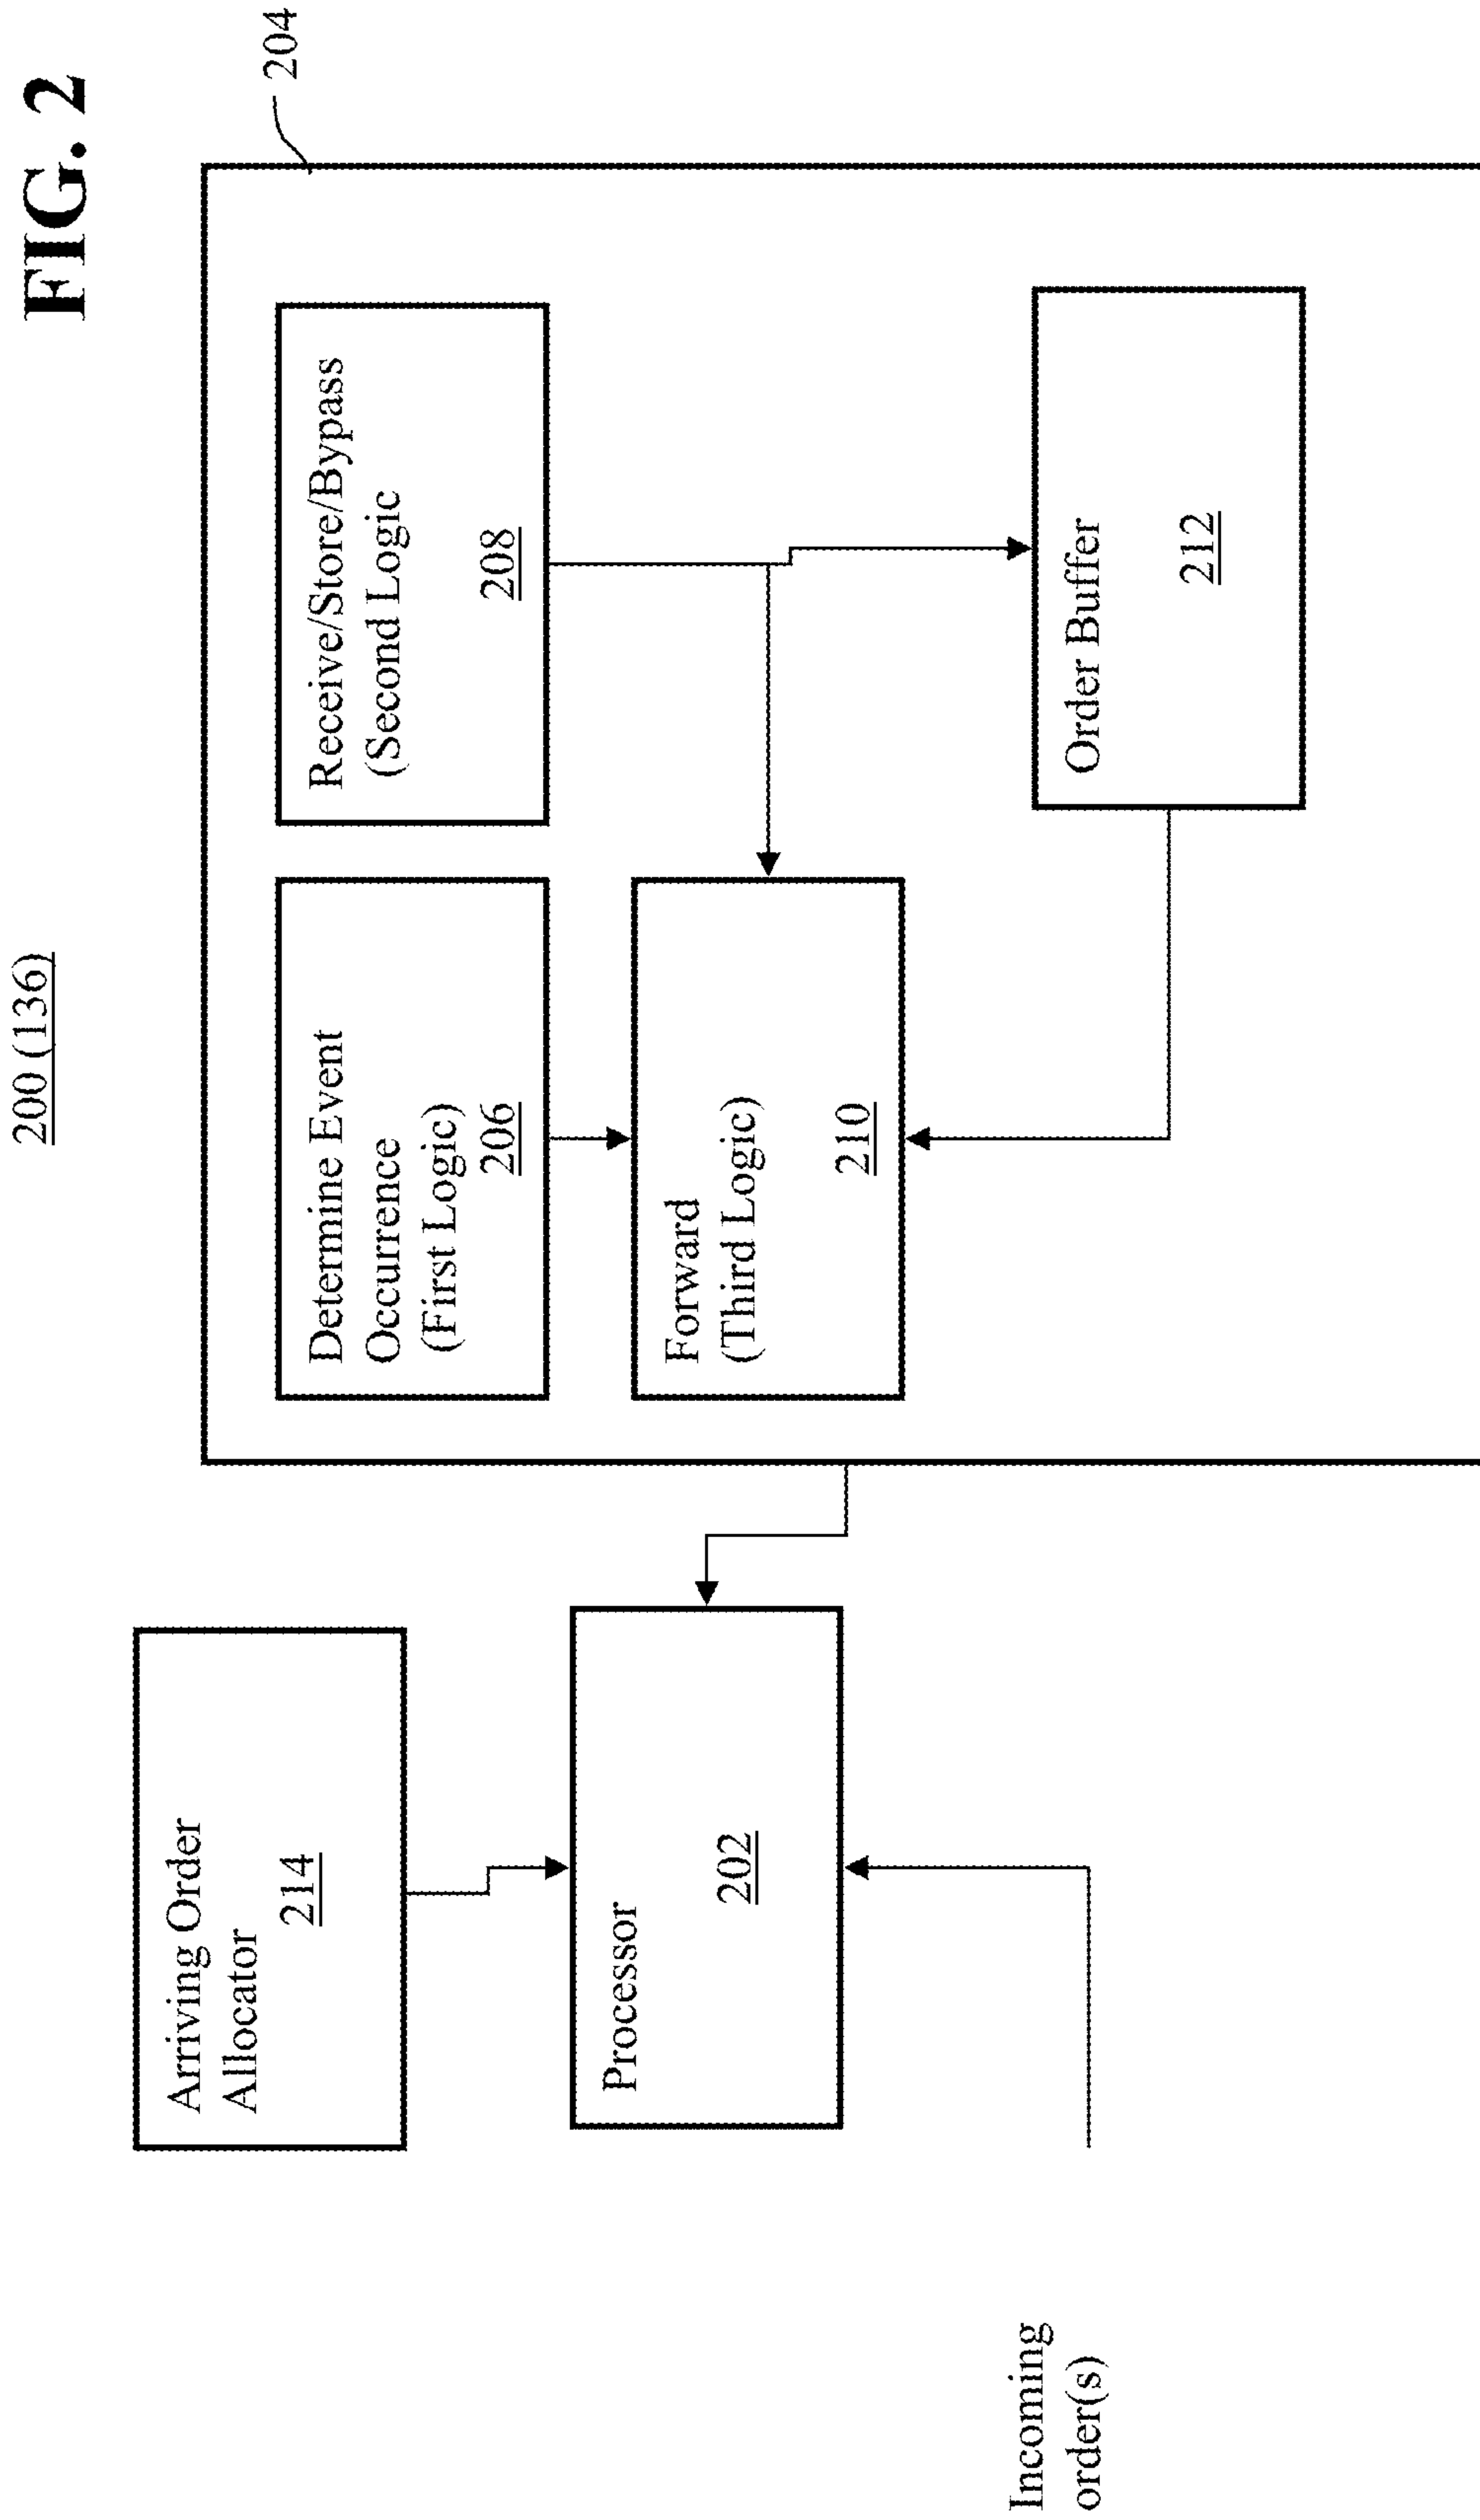 FIG. 2
200 (136)
204
Arriving Order
Allocator
214
Determine Event
Occurrence
(First Logic)
206
Receive/Store/Bypass
(Second Logic
208
Processor
202
Forward
(Third Logic)
210
Order Buffer
212
Incoming
order(s)